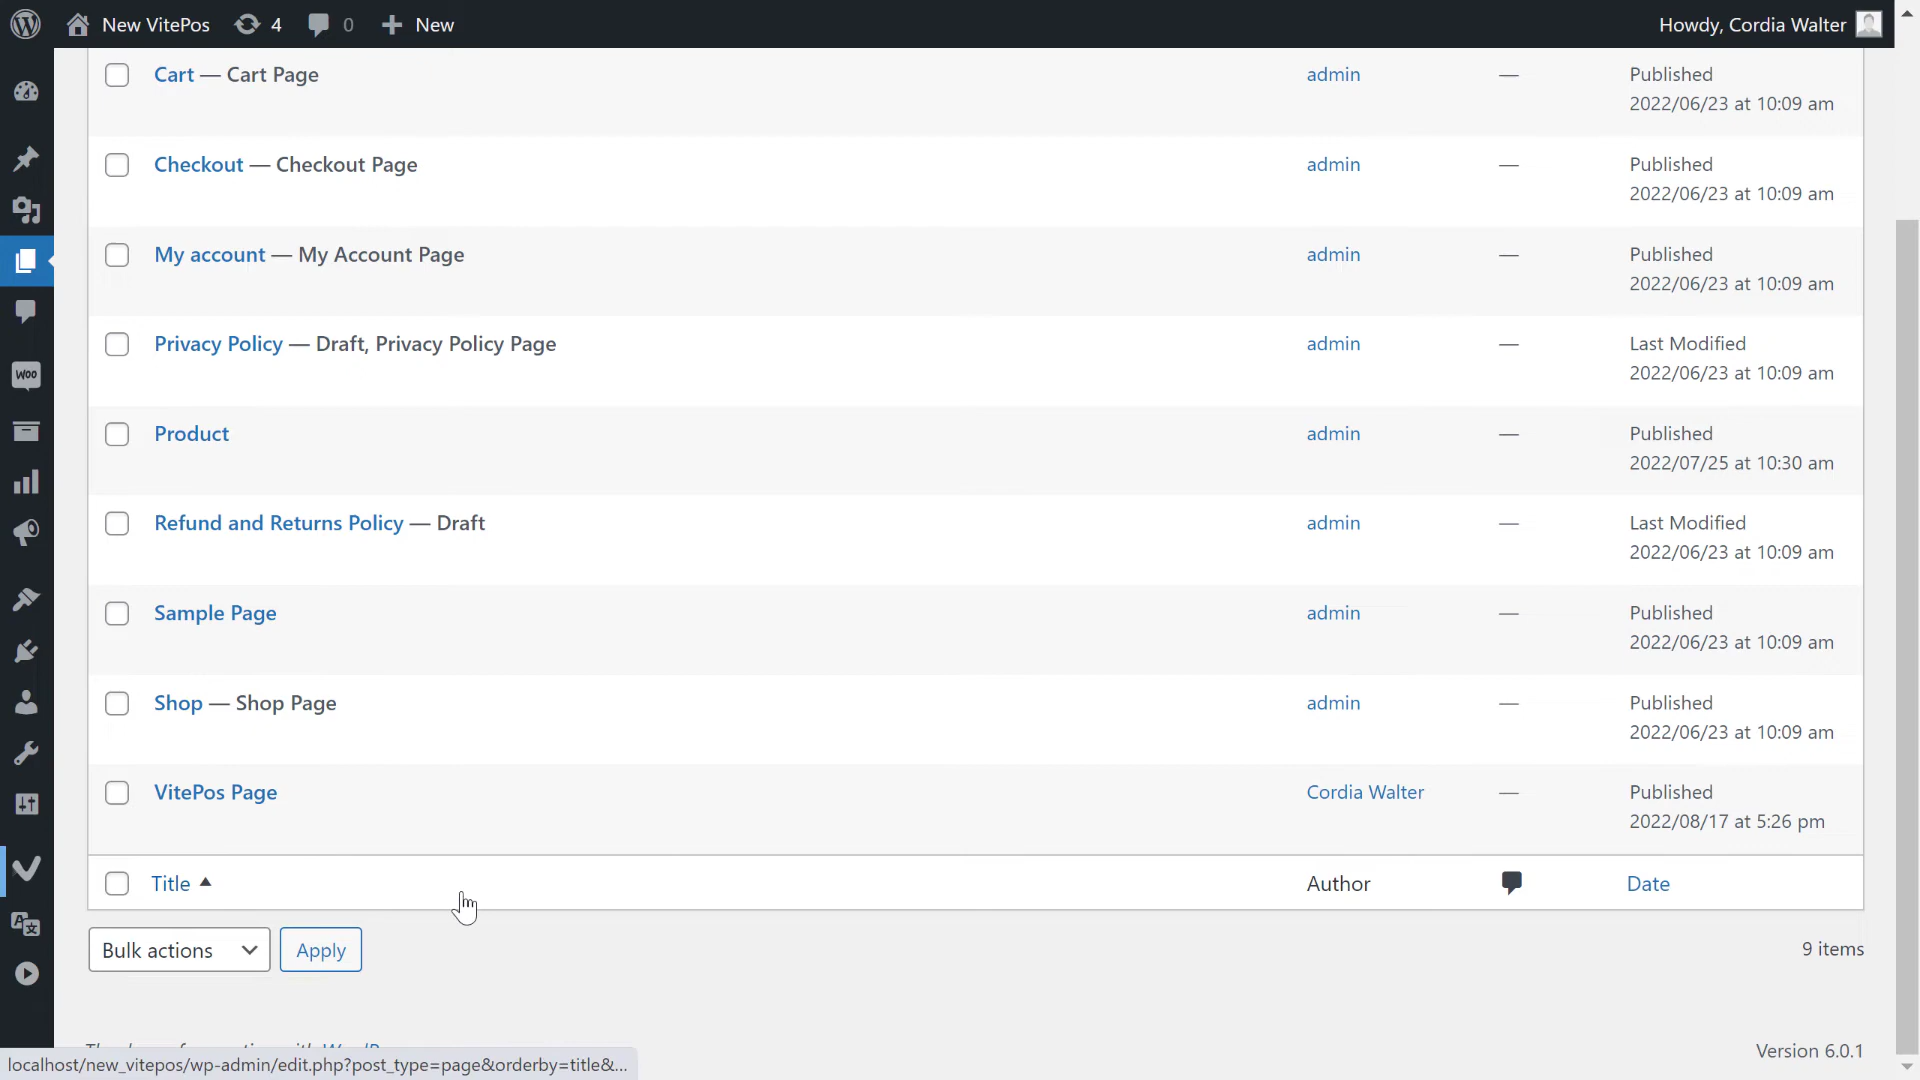 New VitePos 4 0 New Howdy, Cordia Walter
Cart — Cart Page admin — Published
2022/06/23 at 10:09 am
Checkout — Checkout Page admin — Published
2022/06/23 at 10:09 am
My account — My Account Page admin — Published
2022/06/23 at 10:09 am
Privacy Policy — Draft, Privacy Policy Page admin — Last Modified
2022/06/23 at 10:09 am
Woo
Product admin — Published
2022/07/25 at 10:30 am
Refund and Returns Policy — Draft admin — Last Modified
2022/06/23 at 10:09 am
Sample Page admin — Published
2022/06/23 at 10:09 am
Shop — Shop Page admin — Published
2022/06/23 at 10:09 am
VitePos Page Cordia Walter — Published
2022/08/17 at 5:26 pm
Title Author Date
Bulk actions Apply 9 items
Version 6.0.1
localhost/new_vitepos/wp-admin/edit.php?post_type=page&orderby=title&...